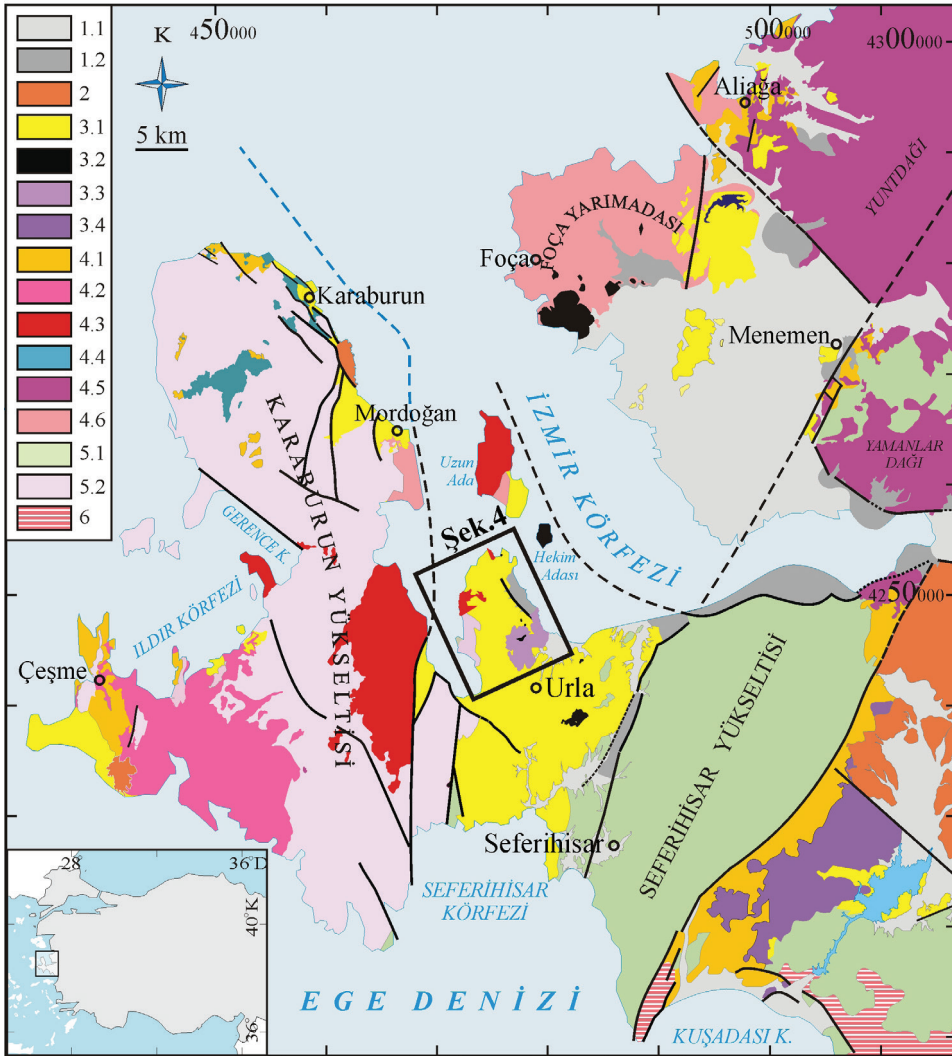 1.1
1.2
2
3.1
3.2
3.3
3.4
4.1
4.2
4.3
4.4
4.5
4.6
5.1
5.2
6
K
5 km
450000
500000
4300000
Aliağa
YUNTDAĞI
FOÇA YARIMADASI
Foça
Karaburun
Menemen
Mordoğan
KARABURUN YÜKSELTİSİ
Uzun
Ada
İZMİR KÖRFEZİ
YAMANLAR
DAĞI
GERENCE K.
Şek.4
Hekim
Adası
4250000
ILDIR KÖRFEZİ
Çeşme
Urla
SEFERİHİSAR YÜKSELTİSİ
Seferihisar
SEFERİHİSAR
KÖRFEZİ
EGE DENİZİ
KUŞADASI K.
28°
36°D
40°K
36°